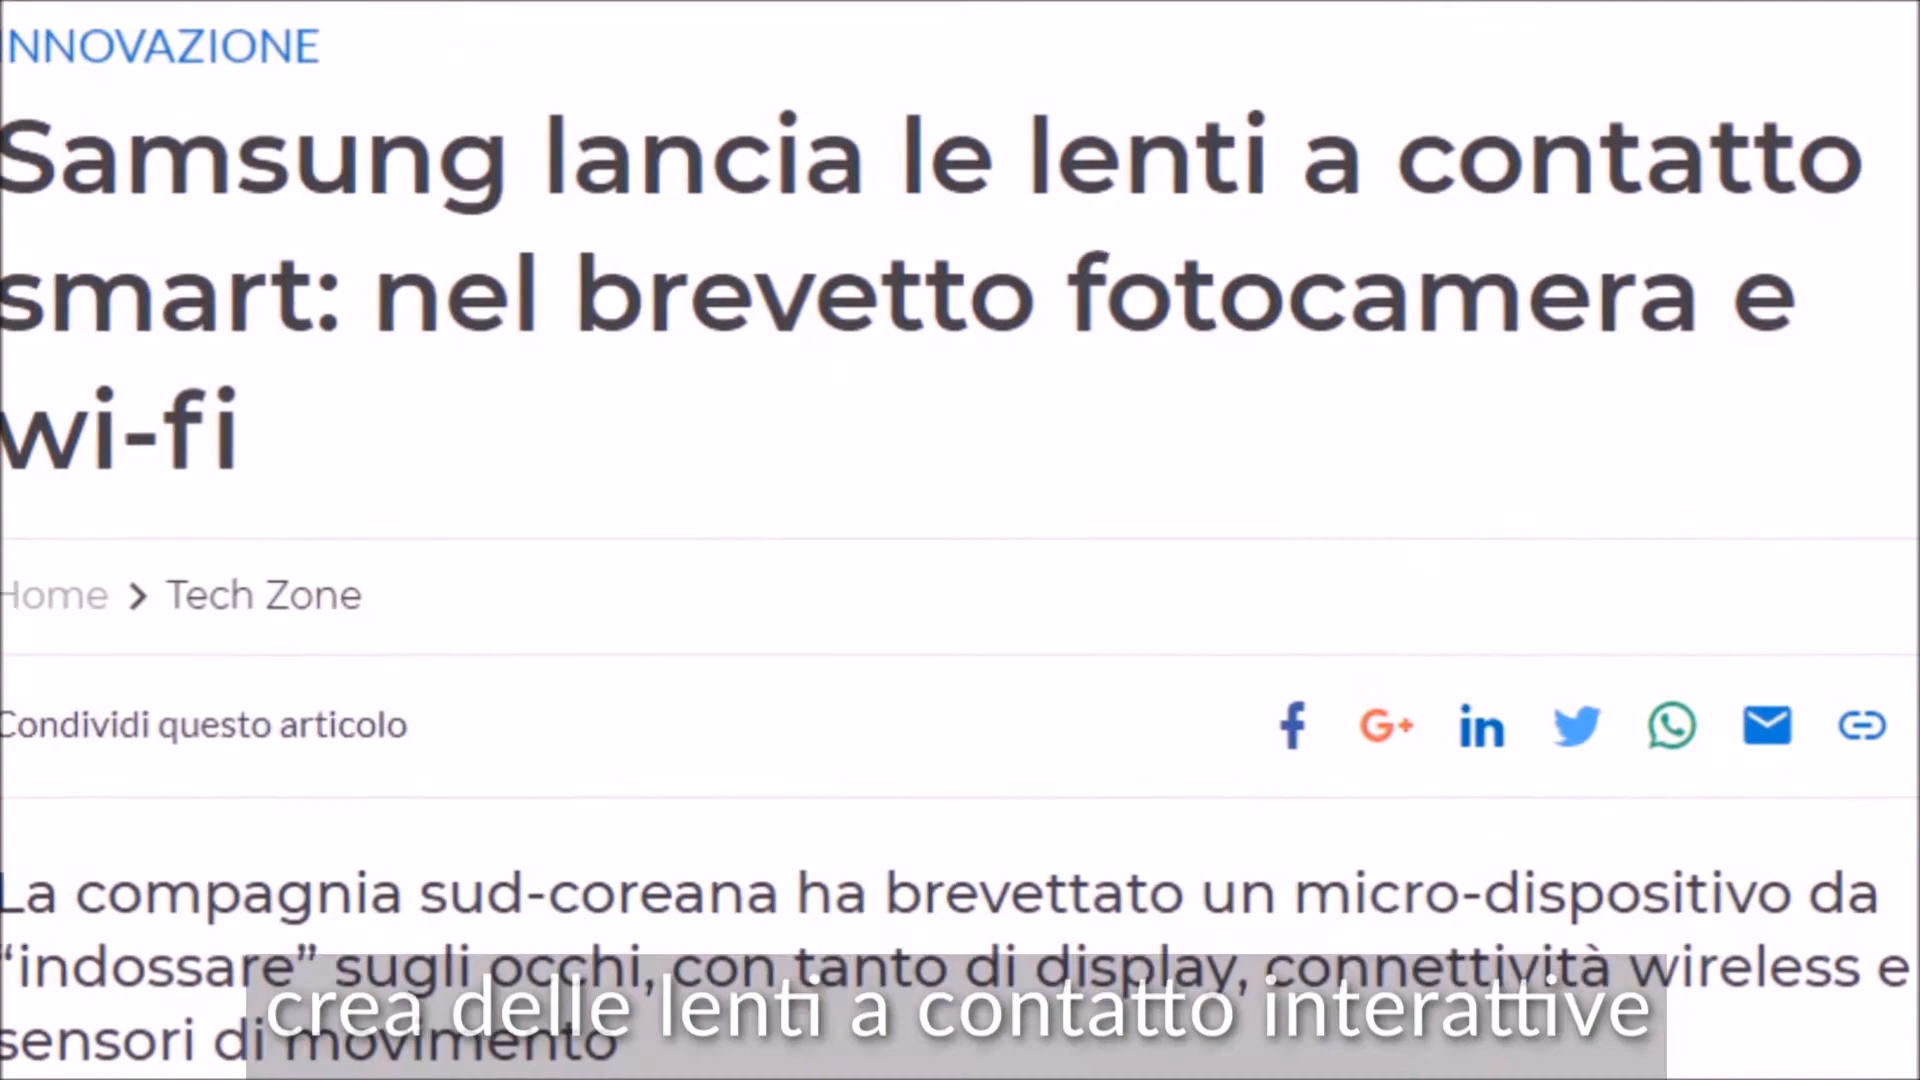 INNOVAZIONE
Samsung lancia le lenti a contatto
smart: nel brevetto fotocamera e
wi-fi
Home > Tech Zone
Condividi questo articolo
La compagnia sud-coreana ha brevettato un micro-dispositivo da
“indossare” sugli occhi, con tanto di display, connettività wireless e
sensori di movimento
crea delle lenti a contatto interattive